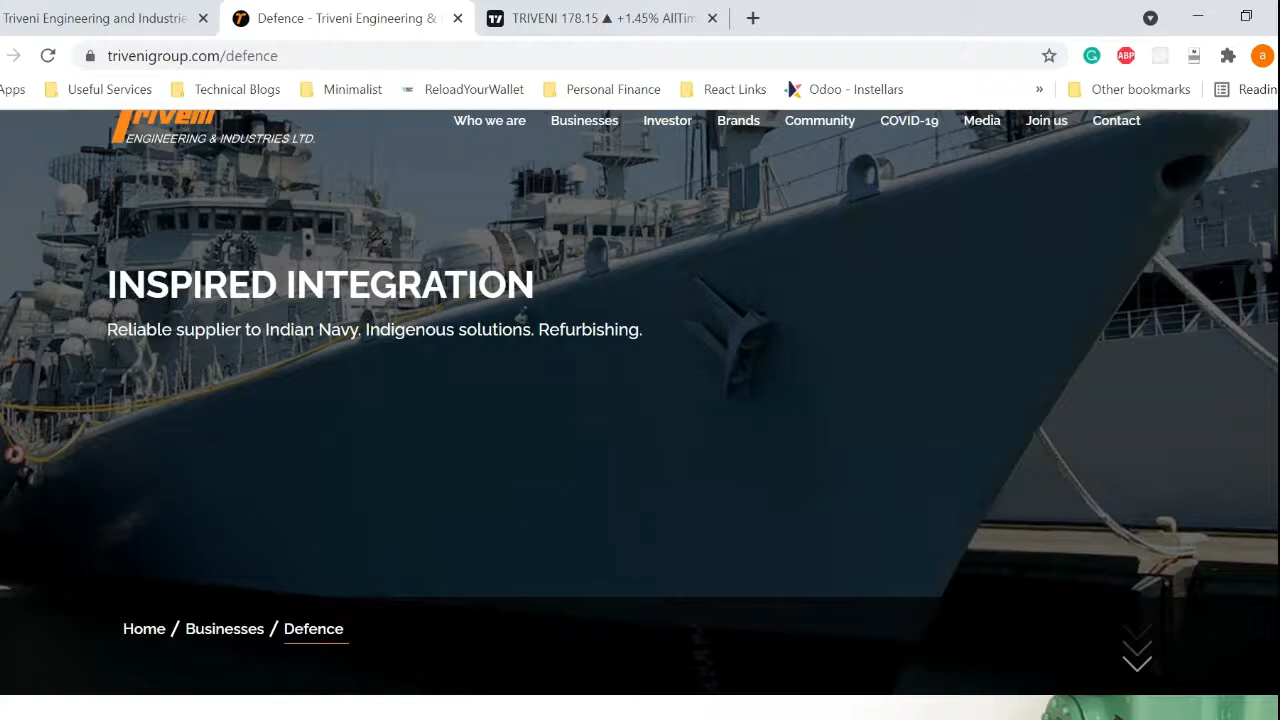 Triveni Engineering and Industrie
Defence - Triveni Engineering &
TRIVENI 178.15 ▲ +1.45% AllTim
trivenigroup.com/defence
ABP
a
Apps
Useful Services
Technical Blogs
Minimalist
ReloadYourWallet
Personal Finance
React Links
Odoo - Instellars
»
Other bookmarks
Readin
Triveni
ENGINEERING & INDUSTRIES LTD.
Who we are
Businesses
Investor
Brands
Community
COVID-19
Media
Join us
Contact
INSPIRED INTEGRATION
Reliable supplier to Indian Navy. Indigenous solutions. Refurbishing.
Home / Businesses / Defence